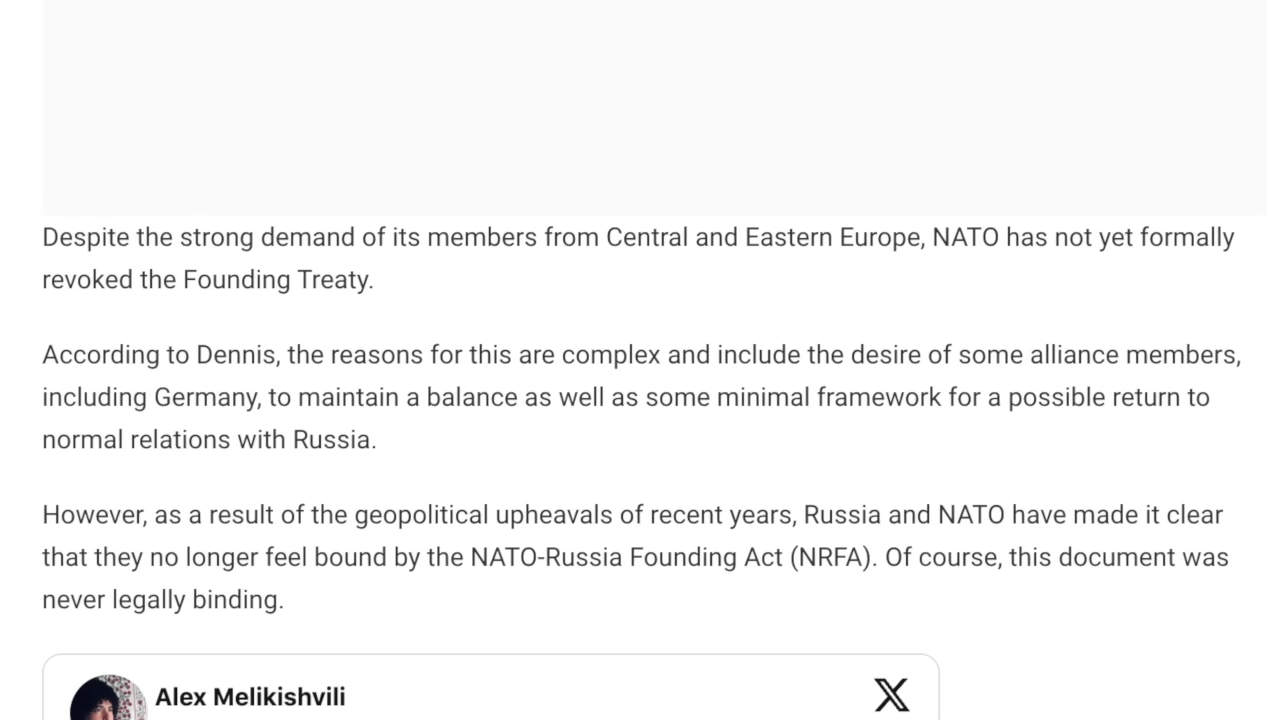 Despite the strong demand of its members from Central and Eastern Europe, NATO has not yet formally
revoked the Founding Treaty.
According to Dennis, the reasons for this are complex and include the desire of some alliance members,
including Germany, to maintain a balance as well as some minimal framework for a possible return to
normal relations with Russia.
However, as a result of the geopolitical upheavals of recent years, Russia and NATO have made it clear
that they no longer feel bound by the NATO-Russia Founding Act (NRFA). Of course, this document was
never legally binding.
Alex Melikishvili